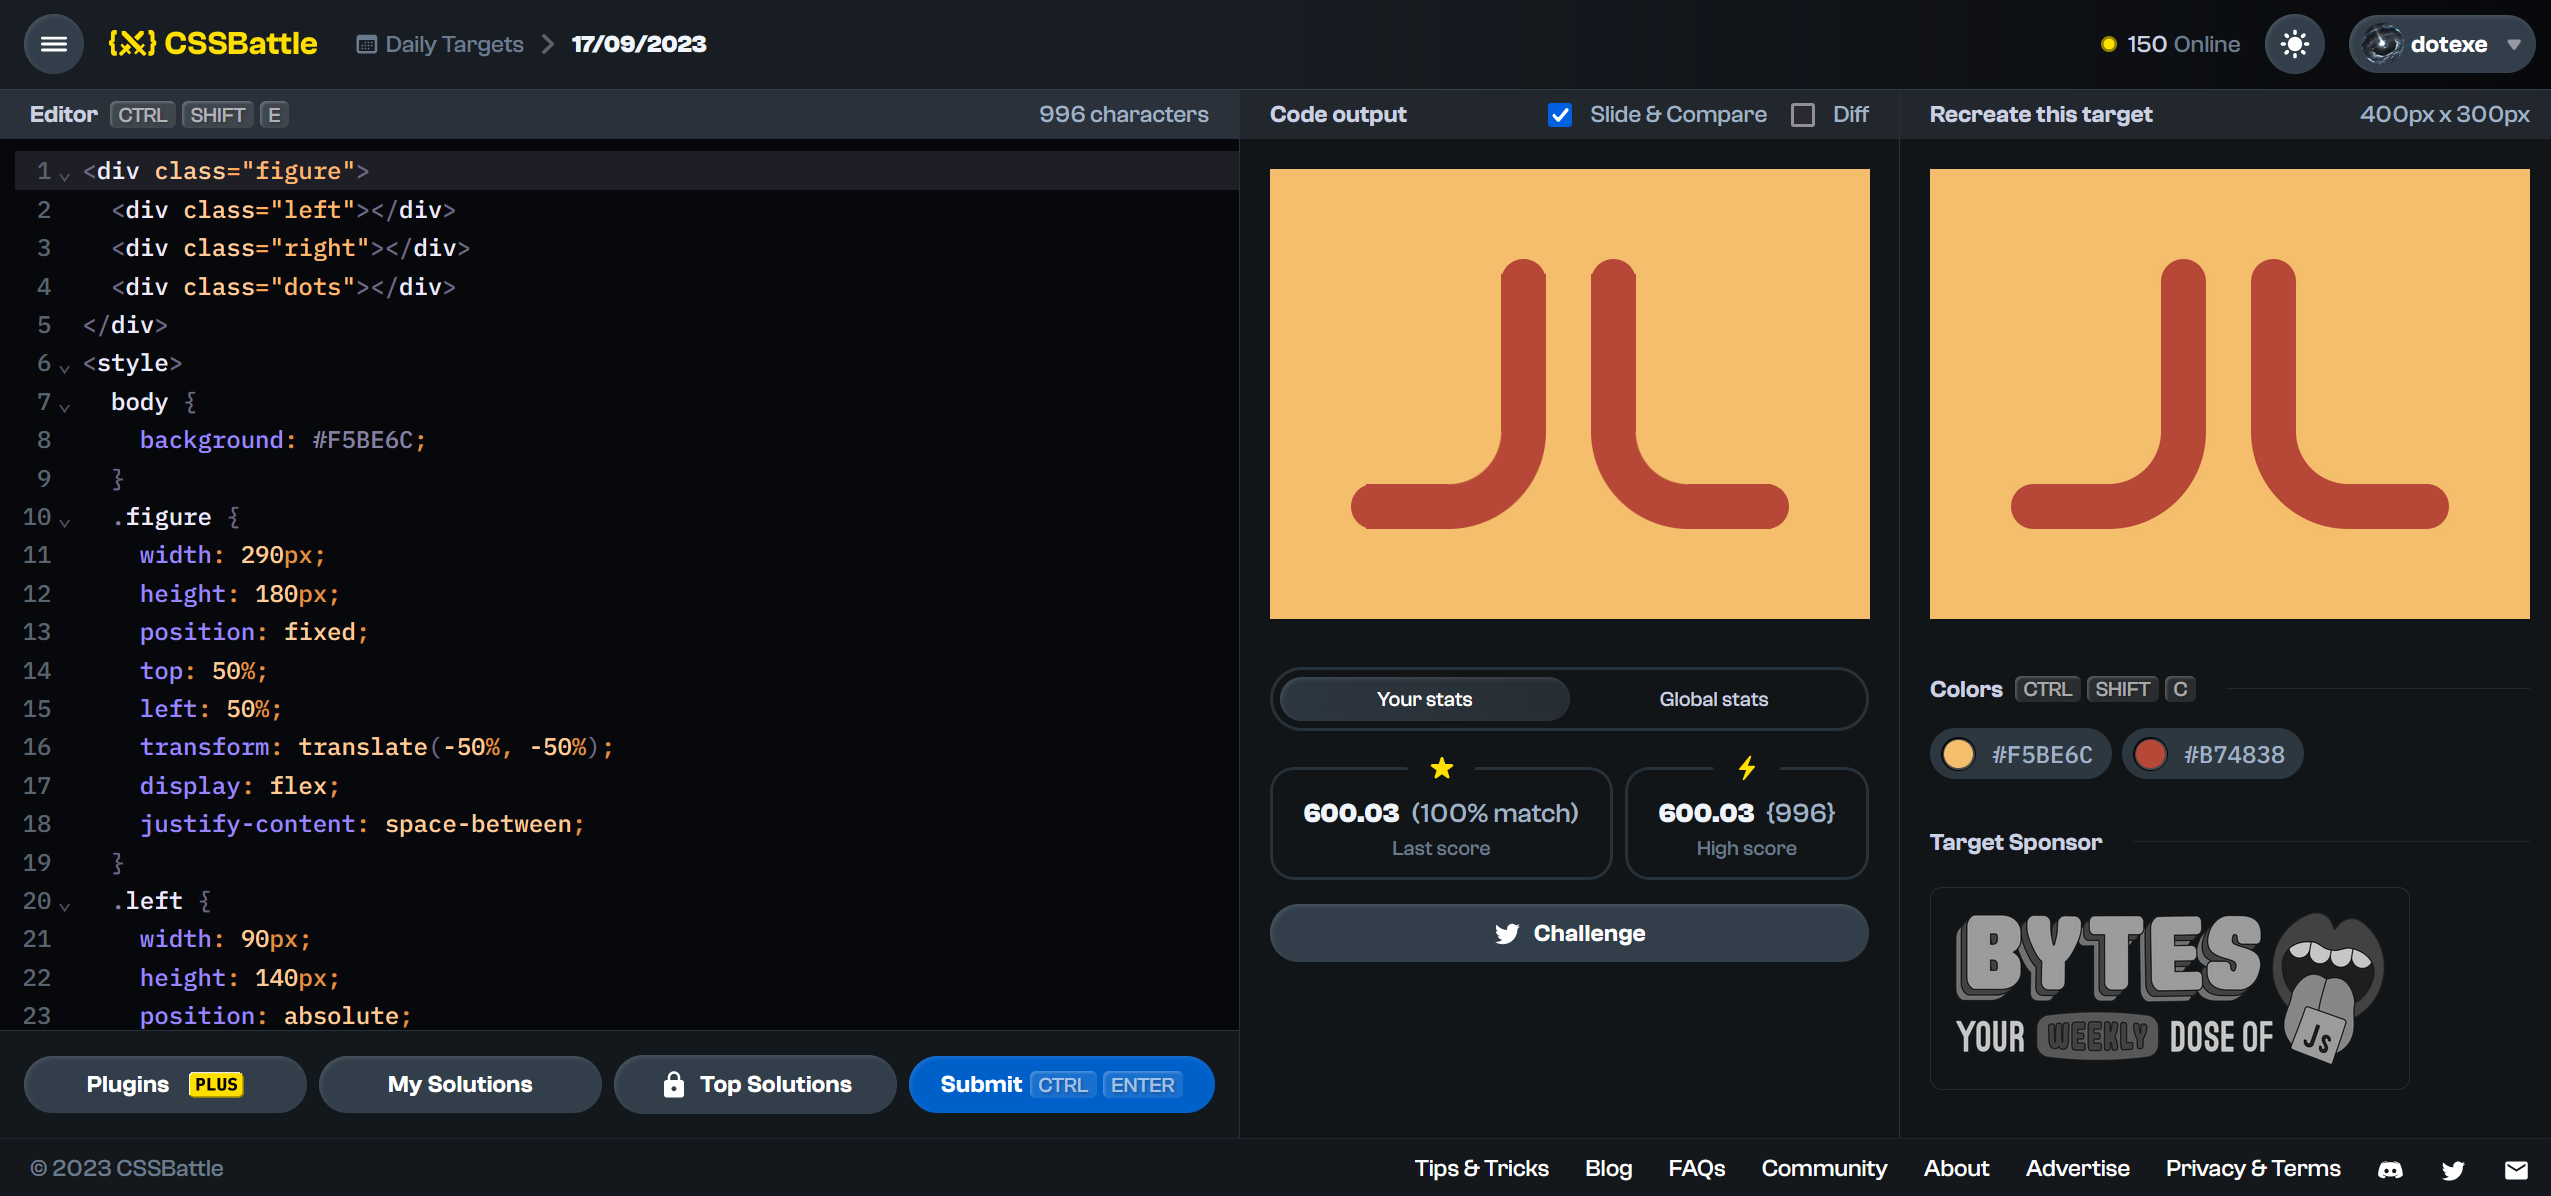 CSSBattle
Daily Targets
17/09/2023
150 Online
dotexe
Editor CTRL SHIFT E
996 characters
1 <div class="figure">
2 <div class="left"></div>
3 <div class="right"></div>
4 <div class="dots"></div>
5 </div>
6 <style>
7 body {
8 background: #F5BE6C;
9 }
10 .figure {
11 width: 290px;
12 height: 180px;
13 position: fixed;
14 top: 50%;
15 left: 50%;
16 transform: translate(-50%, -50%);
17 display: flex;
18 justify-content: space-between;
19 }
20 .left {
21 width: 90px;
22 height: 140px;
23 position: absolute;
Plugins PLUS
My Solutions
Top Solutions
Submit CTRL ENTER
Code output
Slide & Compare
Diff
Your stats
Global stats
600.03 (100% match)
Last score
600.03 {996}
High score
Challenge
Recreate this target
400px x 300px
Colors CTRL SHIFT C
#F5BE6C
#B74838
Target Sponsor
BYTES
YOUR WEEKLY DOSE OF JS
© 2023 CSSBattle
Tips & Tricks
Blog
FAQs
Community
About
Advertise
Privacy & Terms